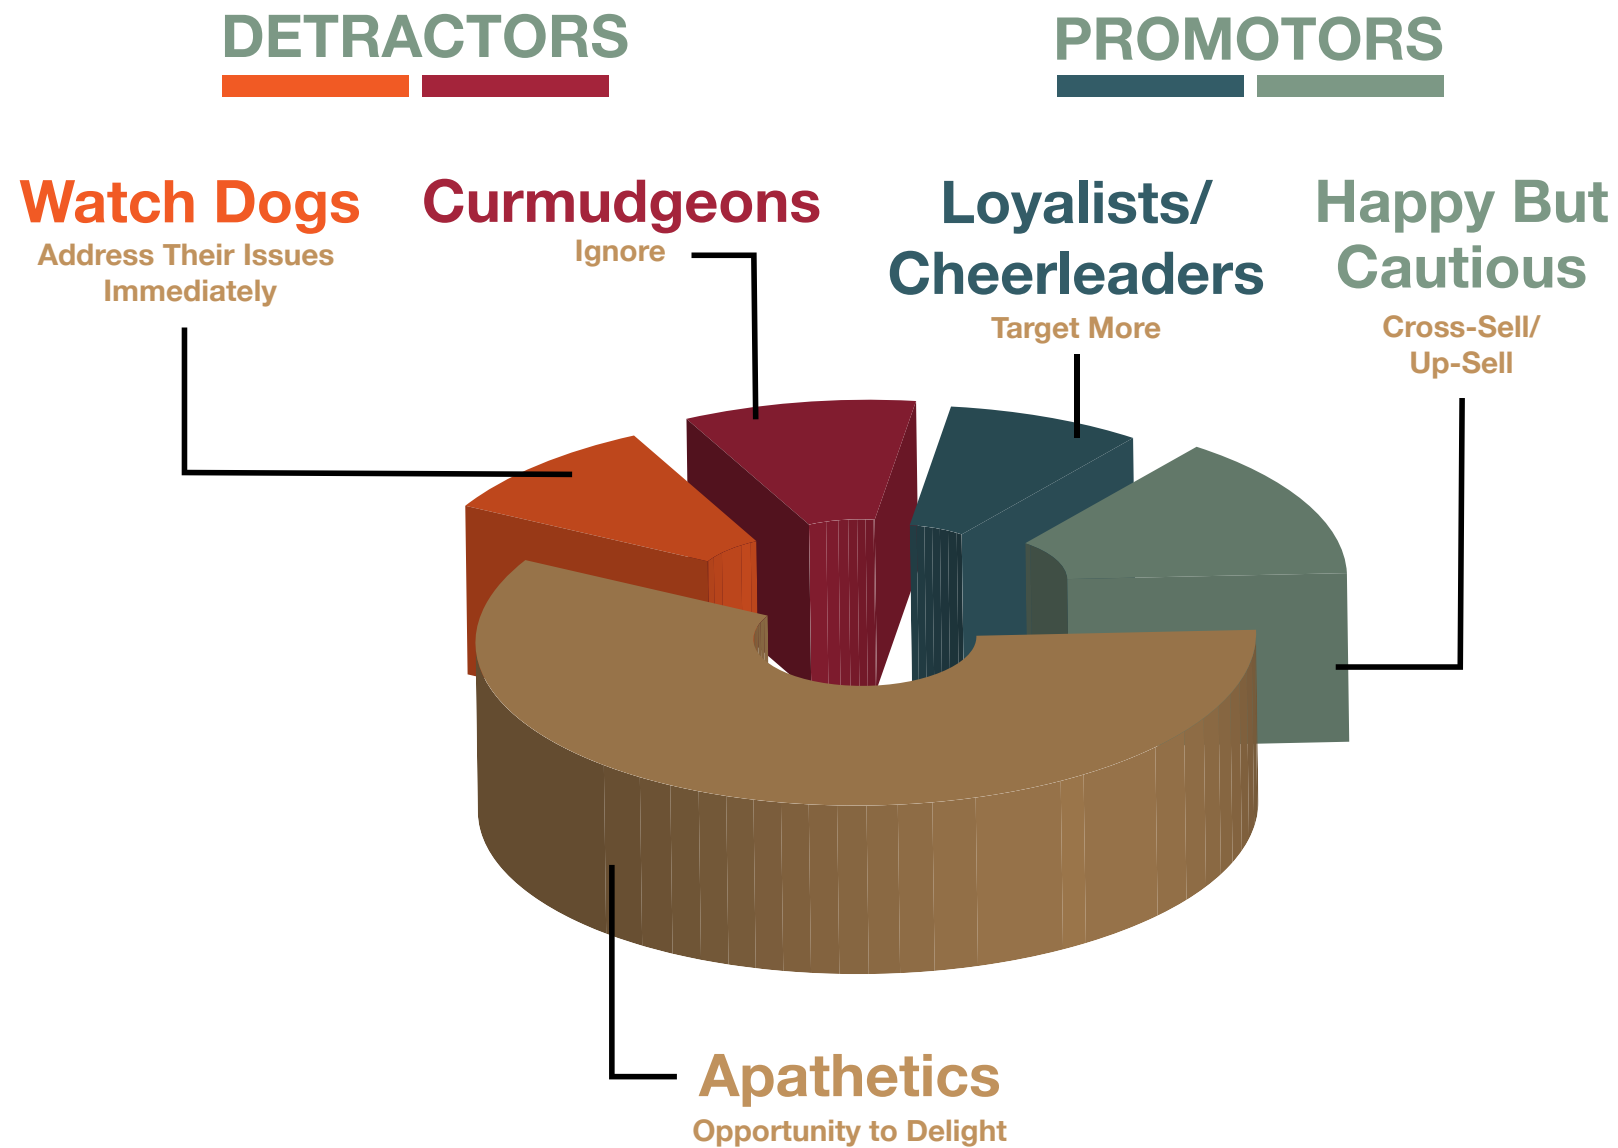 DETRACTORS
PROMOTORS
Watch Dogs
Address Their Issues
Immediately
Curmudgeons
Ignore
Loyalists/
Cheerleaders
Target More
Happy But
Cautious
Cross-Sell/
Up-Sell
Apathetics
Opportunity to Delight